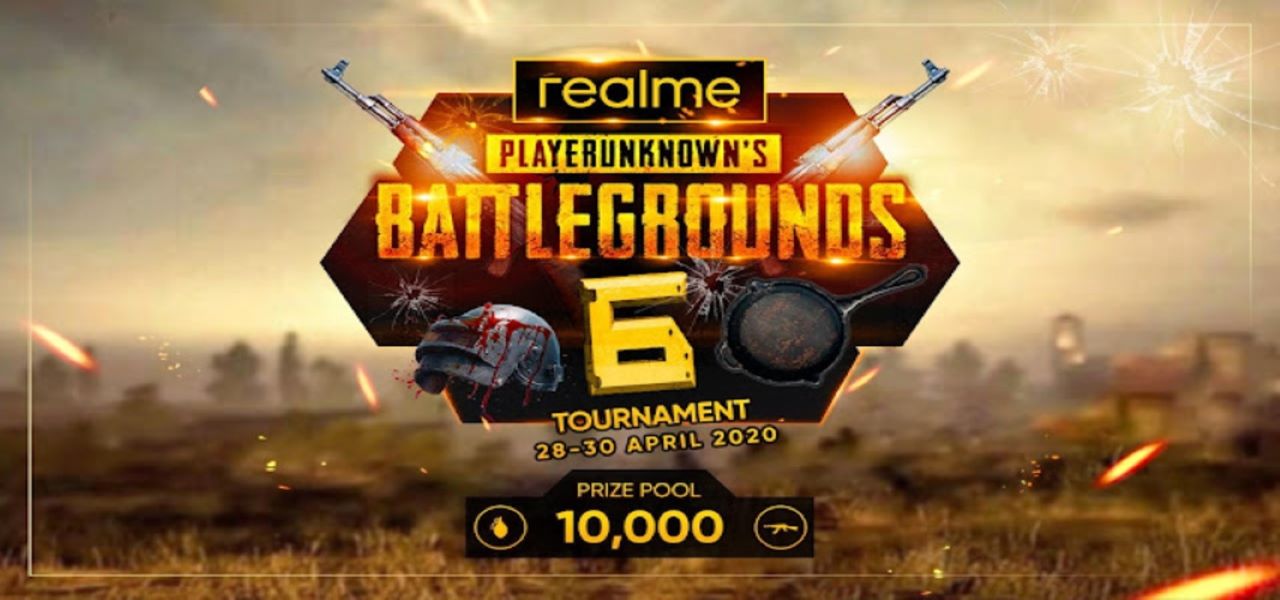 realme
PLAYERUNKNOWN'S
BATTLEGROUNDS
6
TOURNAMENT
28-30 APRIL 2020
PRIZE POOL
10,000